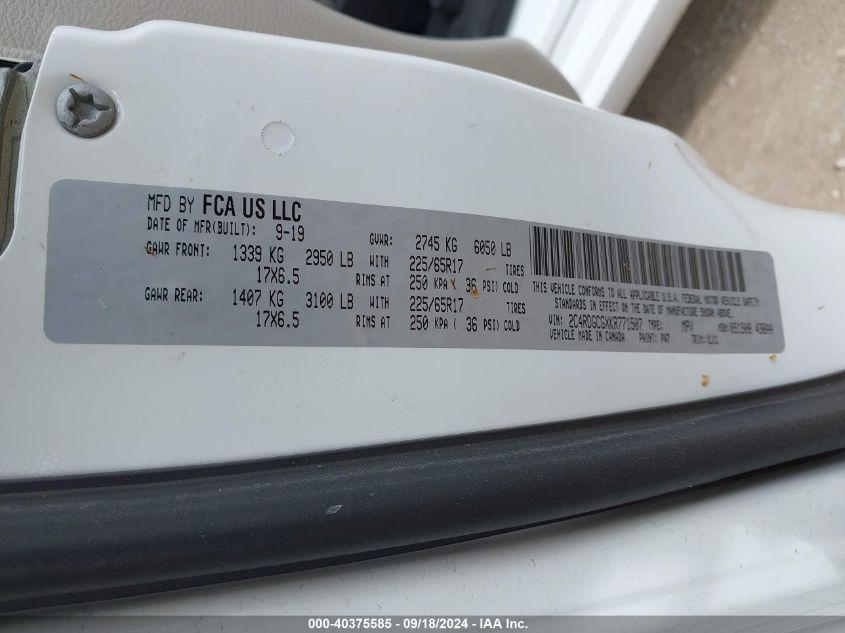 MFD BY FCA US LLC
DATE OF MFR(BUILT): 9-19 GVWR: 2745 KG 6050 LB
GAWR FRONT: 1339 KG 2950 LB WITH 225/65R17 TIRES
17X6.5 RIMS AT 250 KPA ( 36 PSI) COLD
GAWR REAR: 1407 KG 3100 LB WITH 225/65R17 TIRES
17X6.5 RIMS AT 250 KPA ( 36 PSI) COLD
THIS VEHICLE CONFORMS TO ALL APPLICABLE U.S.A. FEDERAL MOTOR VEHICLE SAFETY
STANDARDS IN EFFECT ON THE DATE OF MANUFACTURE SHOWN ABOVE.
VIN: 2C4RDGCGXKR771507 TYPE: MPV
VEHICLE MADE IN CANADA PAINT: PW7 TRIM:
000-40375585 - 09/18/2024 - IAA Inc.